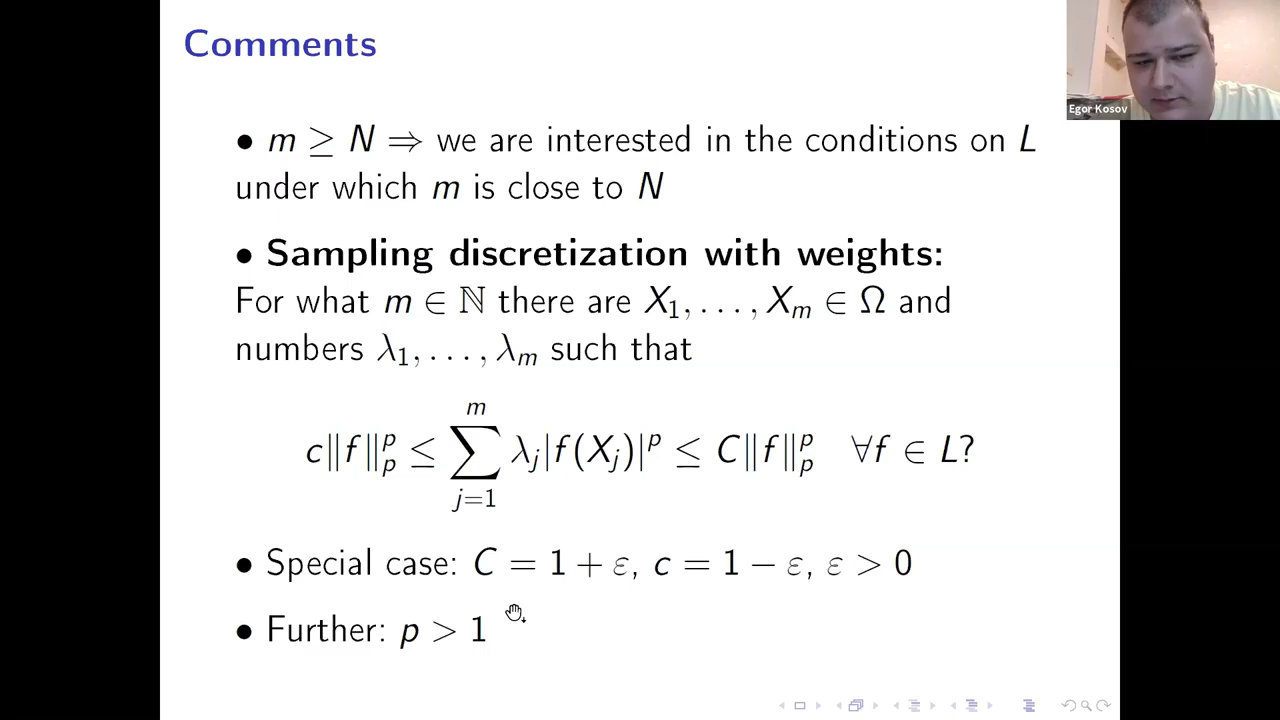 Comments
Egor Kosov
• m ≥ N ⇒ we are interested in the conditions on L
under which m is close to N
• Sampling discretization with weights:
For what m ∈ ℕ there are X₁, . . . , Xₘ ∈ Ω and
numbers λ₁, . . . , λₘ such that
c‖f‖ₚᵖ ≤ ∑ⱼ₌₁ᵐ λⱼ|f(Xⱼ)|ᵖ ≤ C‖f‖ₚᵖ ∀f ∈ L?
• Special case: C = 1 + ε, c = 1 − ε, ε > 0
• Further: p > 1